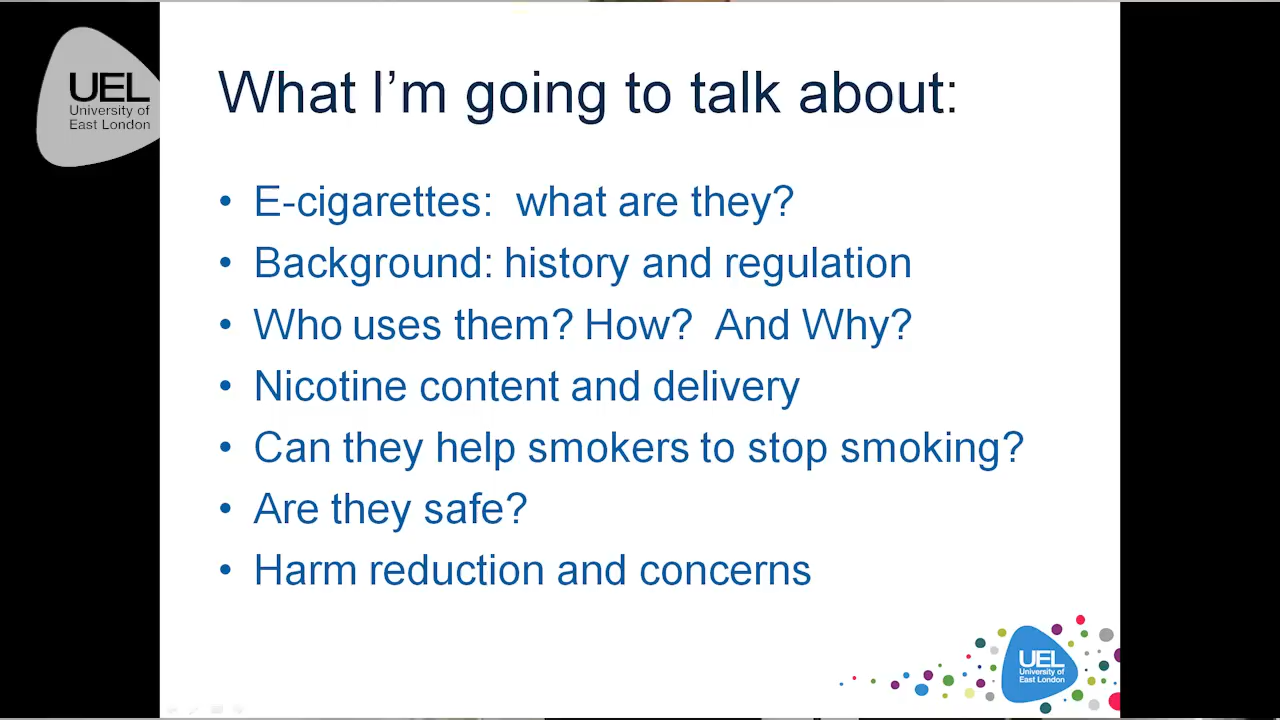 UEL
University of
East London
What I'm going to talk about:
• E-cigarettes:  what are they?
• Background: history and regulation
• Who uses them? How?  And Why?
• Nicotine content and delivery
• Can they help smokers to stop smoking?
• Are they safe?
• Harm reduction and concerns
UEL
University of
East London